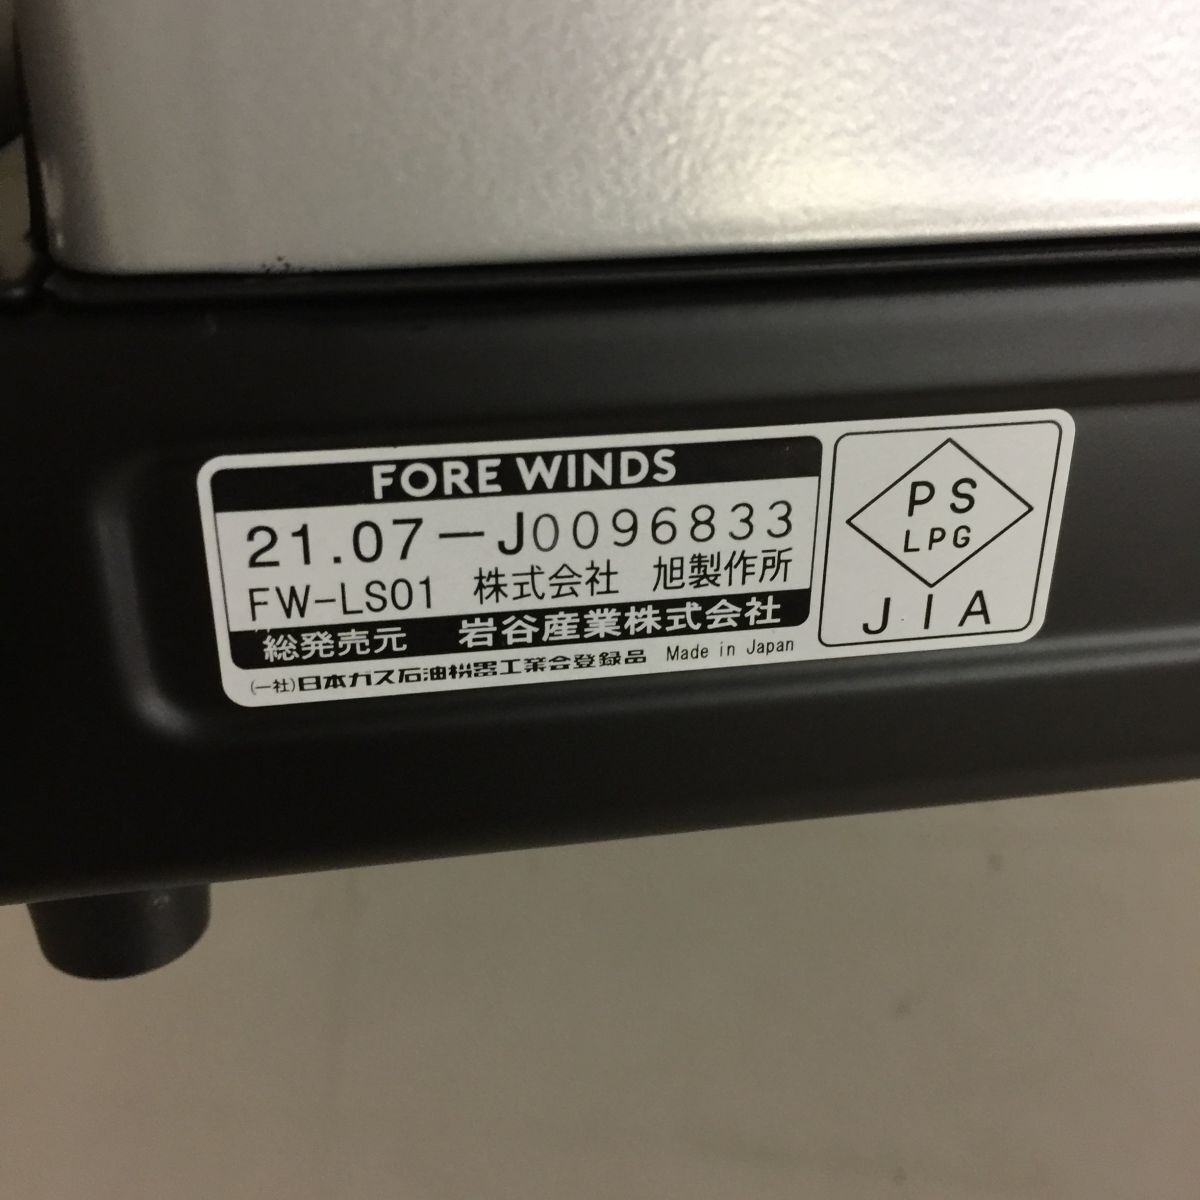 FORE WINDS
21.07-J0096833
FW-LS01 株式会社 旭製作所
総発売元 岩谷産業株式会社
(一社)日本ガス石油機器工業会登録品 Made in Japan
PS
LPG
JIA